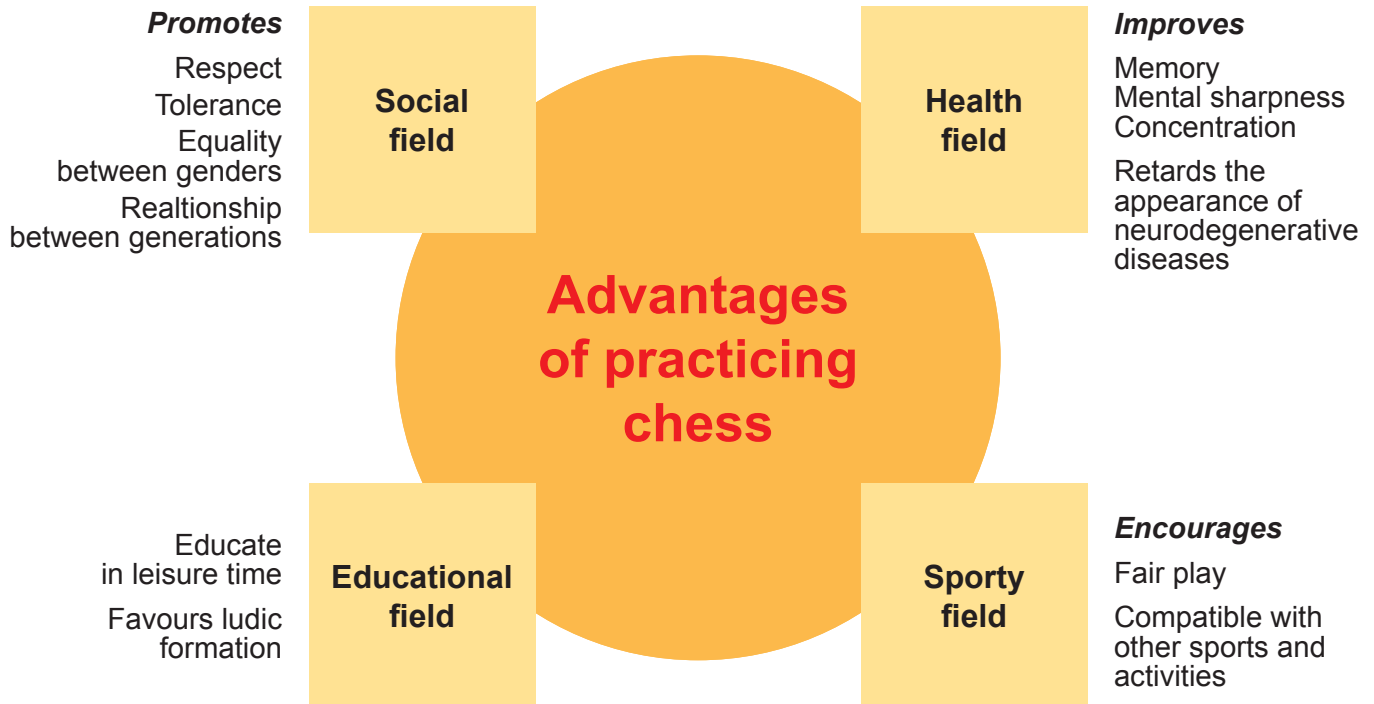 Promotes
Respect
Tolerance
Equality
between genders
Realtionship
between generations
Social
field
Health
field
Improves
Memory
Mental sharpness
Concentration
Retards the
appearance of
neurodegenerative
diseases
Advantages
of practicing
chess
Educate
in leisure time
Favours ludic
formation
Educational
field
Sporty
field
Encourages
Fair play
Compatible with
other sports and
activities